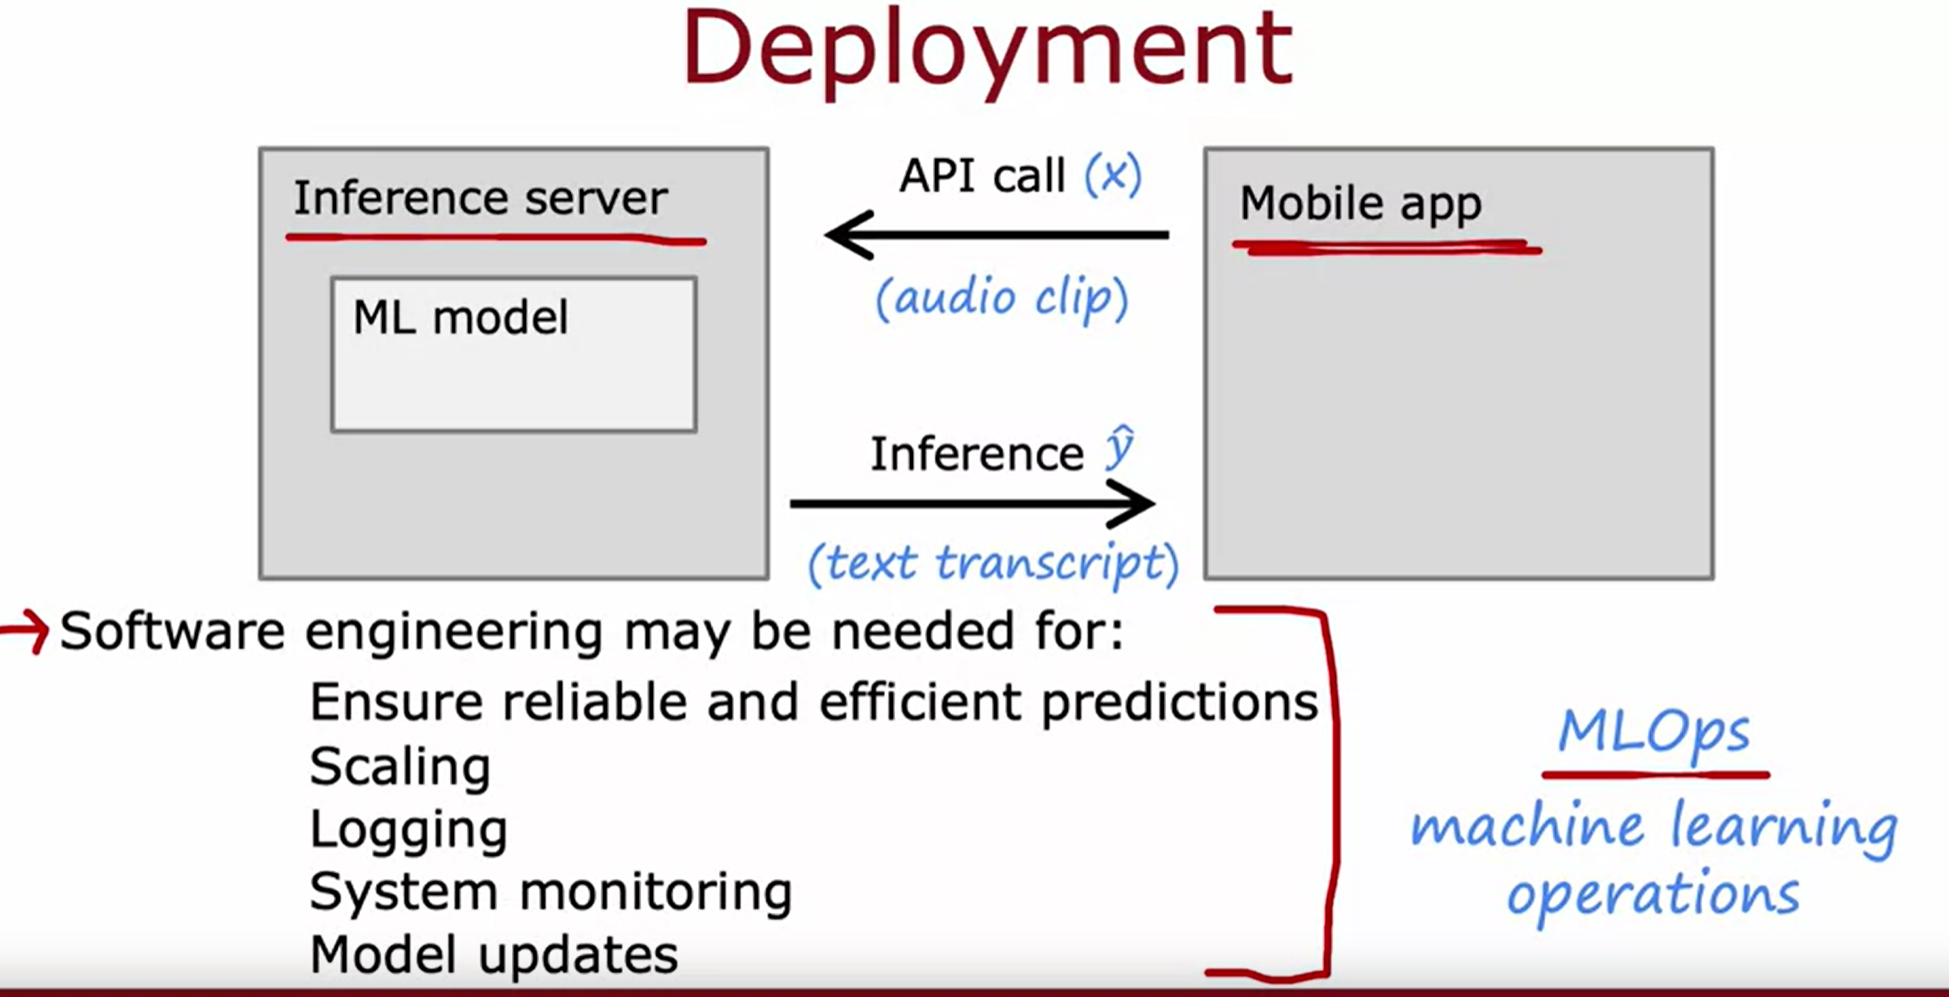 Deployment
Inference server
ML model
API call (x)
(audio clip)
Inference ŷ
(text transcript)
Mobile app
Software engineering may be needed for:
Ensure reliable and efficient predictions
Scaling
Logging
System monitoring
Model updates
MLOps
machine learning
operations